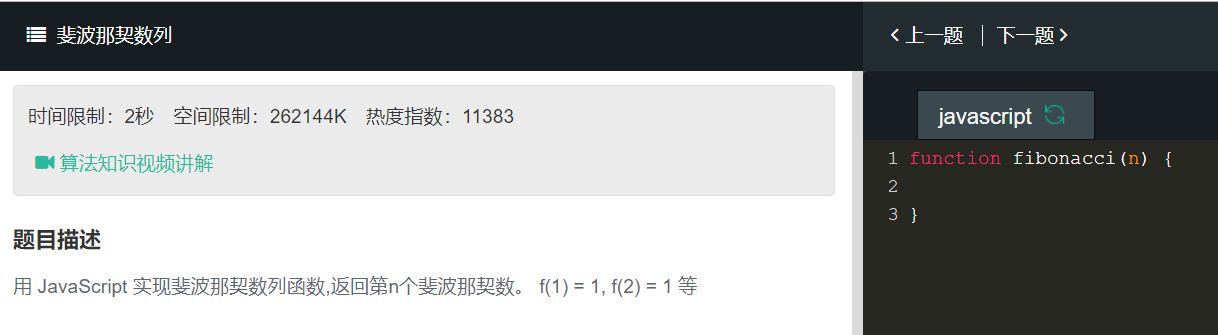 斐波那契数列
上一题 下一题
时间限制：2秒 空间限制：262144K 热度指数：11383
算法知识视频讲解
题目描述
用 JavaScript 实现斐波那契数列函数,返回第n个斐波那契数。 f(1) = 1, f(2) = 1 等
javascript
1 function fibonacci(n) {
2
3 }